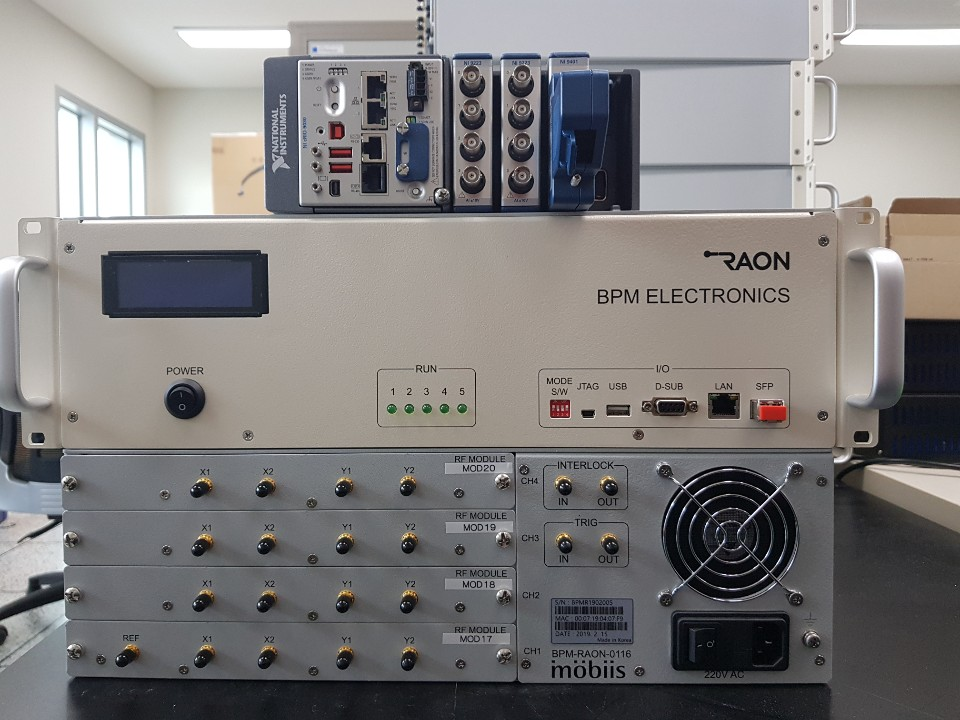 NATIONAL
INSTRUMENTS
NI 9223
NI 9223
NI 9401
RAON
BPM ELECTRONICS
POWER
RUN
1 2 3 4 5
I/O
MODE
S/W
JTAG
USB
D-SUB
LAN
SFP
RF MODULE
MOD20
X1 X2 Y1 Y2
RF MODULE
MOD19
X1 X2 Y1 Y2
RF MODULE
MOD18
X1 X2 Y1 Y2
RF MODULE
MOD17
REF X1 X2 Y1 Y2
CH4
INTERLOCK
IN OUT
CH3
TRIG
IN OUT
CH2
S/N : BPMR1902005
MAC : 00:C7:19:04:07:F9
DATE : 2019. 2. 15
Made in Korea
CH1
BPM-RAON-0116
möbiis
220V AC